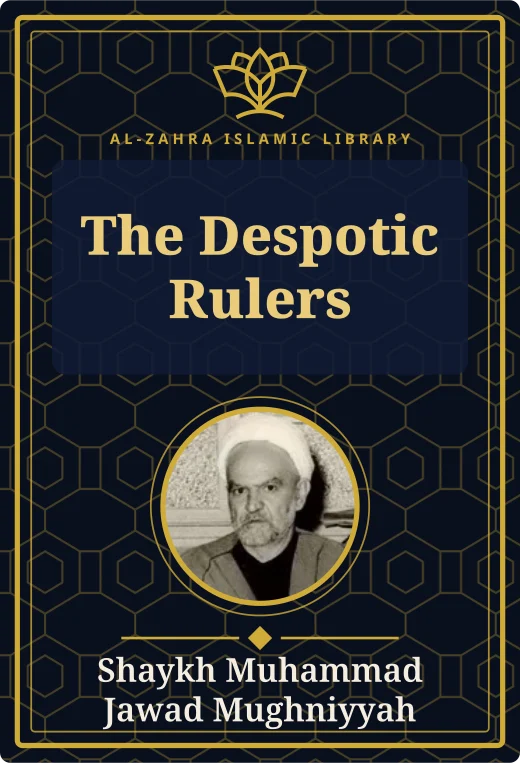 AL-ZAHRA ISLAMIC LIBRARY
The Despotic
Rulers
Shaykh Muhammad
Jawad Mughniyyah